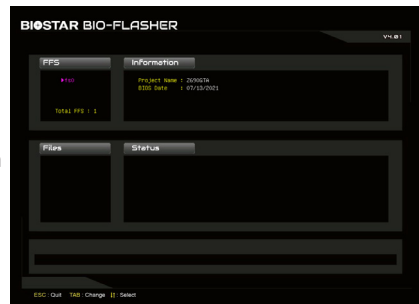 BIOSTAR BIO-FLASHER
V4.01
FFS
Information
Project Name : Z690GTA
BIOS Date : 07/13/2021
Total FFS : 1
Files
Status
ESC : Quit TAB : Change : Select